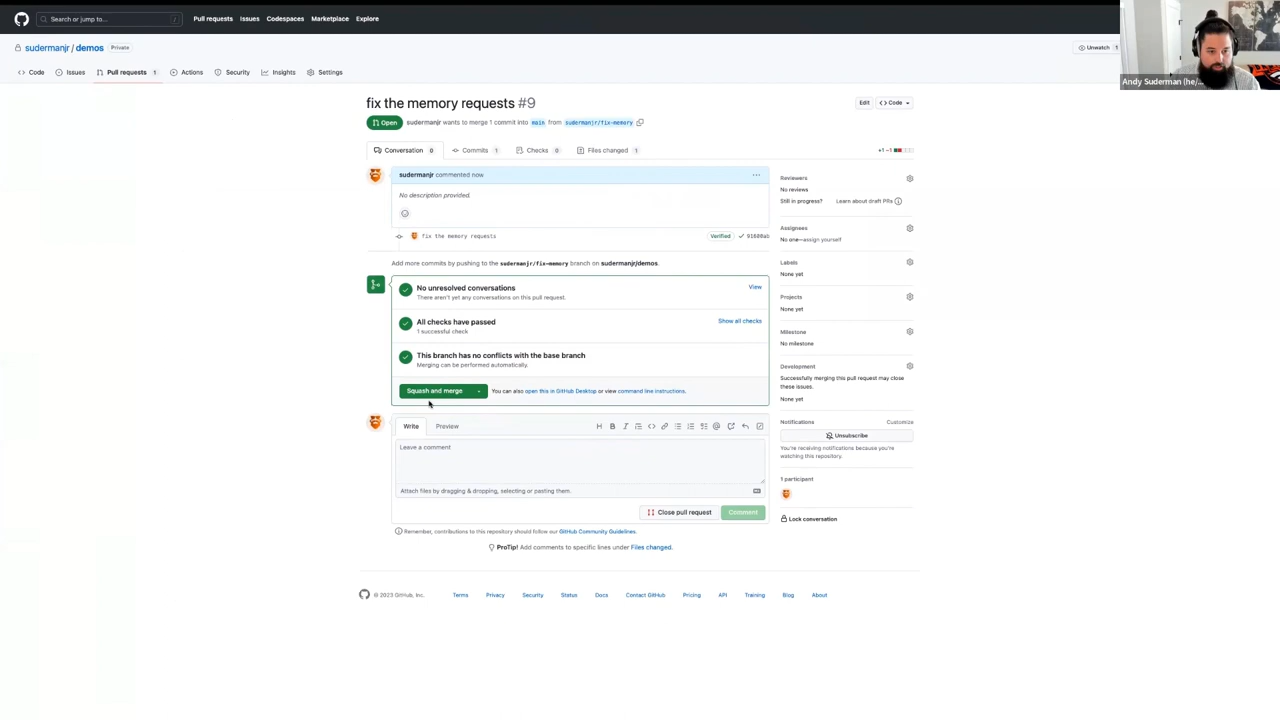 Search or jump to...
/
Pull requests
Issues
Codespaces
Marketplace
Explore
sudermanjr / demos
Private
Unwatch 1
Andy Suderman (he/...
Code
Issues
Pull requests 1
Actions
Security
Insights
Settings
fix the memory requests #9
Edit
<> Code
Open
sudermanjr wants to merge 1 commit into main from sudermanjr/fix-memory
Conversation 0
Commits 1
Checks 0
Files changed 1
+1 −1
sudermanjr commented now
...
No description provided.
fix the memory requests
Verified
Add more commits by pushing to the sudermanjr/fix-memory branch on sudermanjr/demos.
No unresolved conversations
View
There aren't yet any conversations on this pull request.
All checks have passed
Show all checks
1 successful check
This branch has no conflicts with the base branch
Merging can be performed automatically.
Squash and merge
You can also open this in GitHub Desktop or view command line instructions.
Write
Preview
Leave a comment
Attach files by dragging & dropping, selecting or pasting them.
Close pull request
Comment
Remember, contributions to this repository should follow our GitHub Community Guidelines.
ProTip! Add comments to specific lines under Files changed.
Reviewers
No reviews
Still in progress? Learn about draft PRs
Assignees
No one—assign yourself
Labels
None yet
Projects
None yet
Milestone
No milestone
Development
Successfully merging this pull request may close
these issues.
None yet
Notifications
Customize
Unsubscribe
You're receiving notifications because you're
watching this repository.
1 participant
Lock conversation
© 2023 GitHub, Inc.
Terms
Privacy
Security
Status
Docs
Contact GitHub
Pricing
API
Training
Blog
About